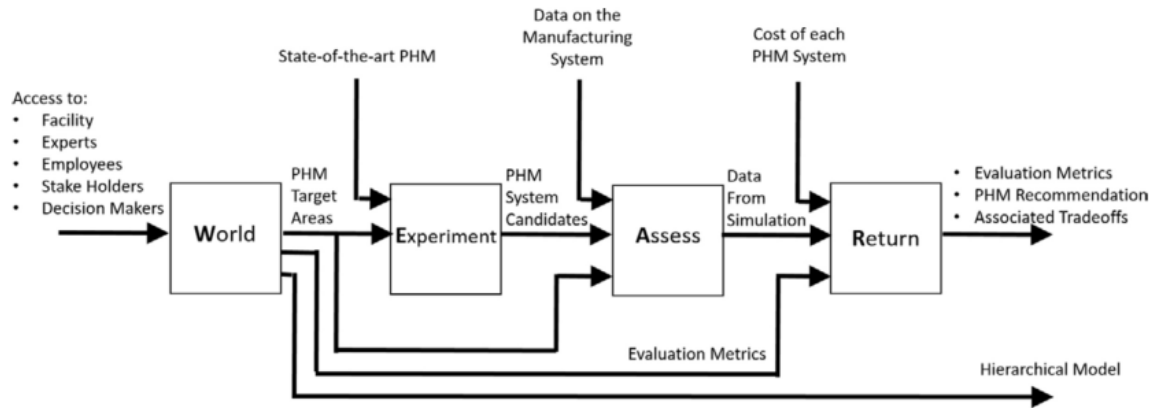 Data on the
Manufacturing
System
Cost of each
PHM System
State-of-the-art PHM
Access to:
• Facility
• Experts
• Employees
• Stake Holders
• Decision Makers
PHM
Target
Areas
PHM
System
Candidates
Data
From
Simulation
• Evaluation Metrics
• PHM Recommendation
• Associated Tradeoffs
World
Experiment
Assess
Return
Evaluation Metrics
Hierarchical Model